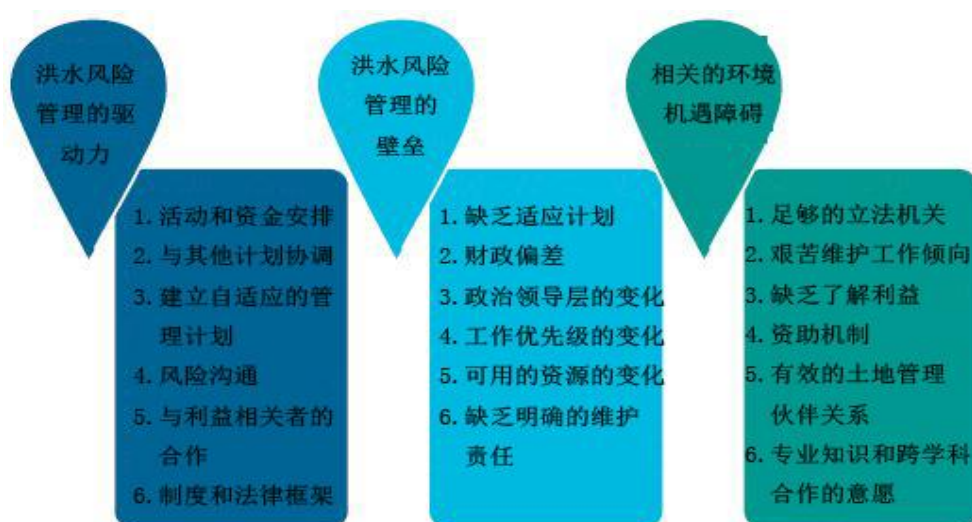 洪水风险
管理的驱
动力
1. 活动和资金安排
2. 与其他计划协调
3. 建立自适应的管
理计划
4. 风险沟通
5. 与利益相关者的
合作
6. 制度和法律框架
洪水风险
管理的
壁垒
1. 缺乏适应计划
2. 财政偏差
3. 政治领导层的变化
4. 工作优先级的变化
5. 可用的资源的变化
6. 缺乏明确的维护
责任
相关的环境
机遇障碍
1. 足够的立法机关
2. 艰苦维护工作倾向
3. 缺乏了解利益
4. 资助机制
5. 有效的土地管理
伙伴关系
6. 专业知识和跨学科
合作的意愿